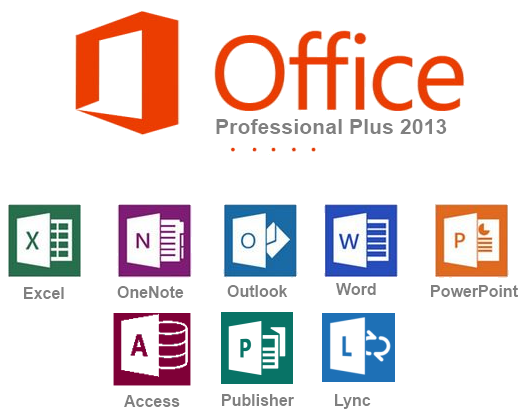 Office
Professional Plus 2013
X N O W P
Excel OneNote Outlook Word PowerPoint
A P L
Access Publisher Lync